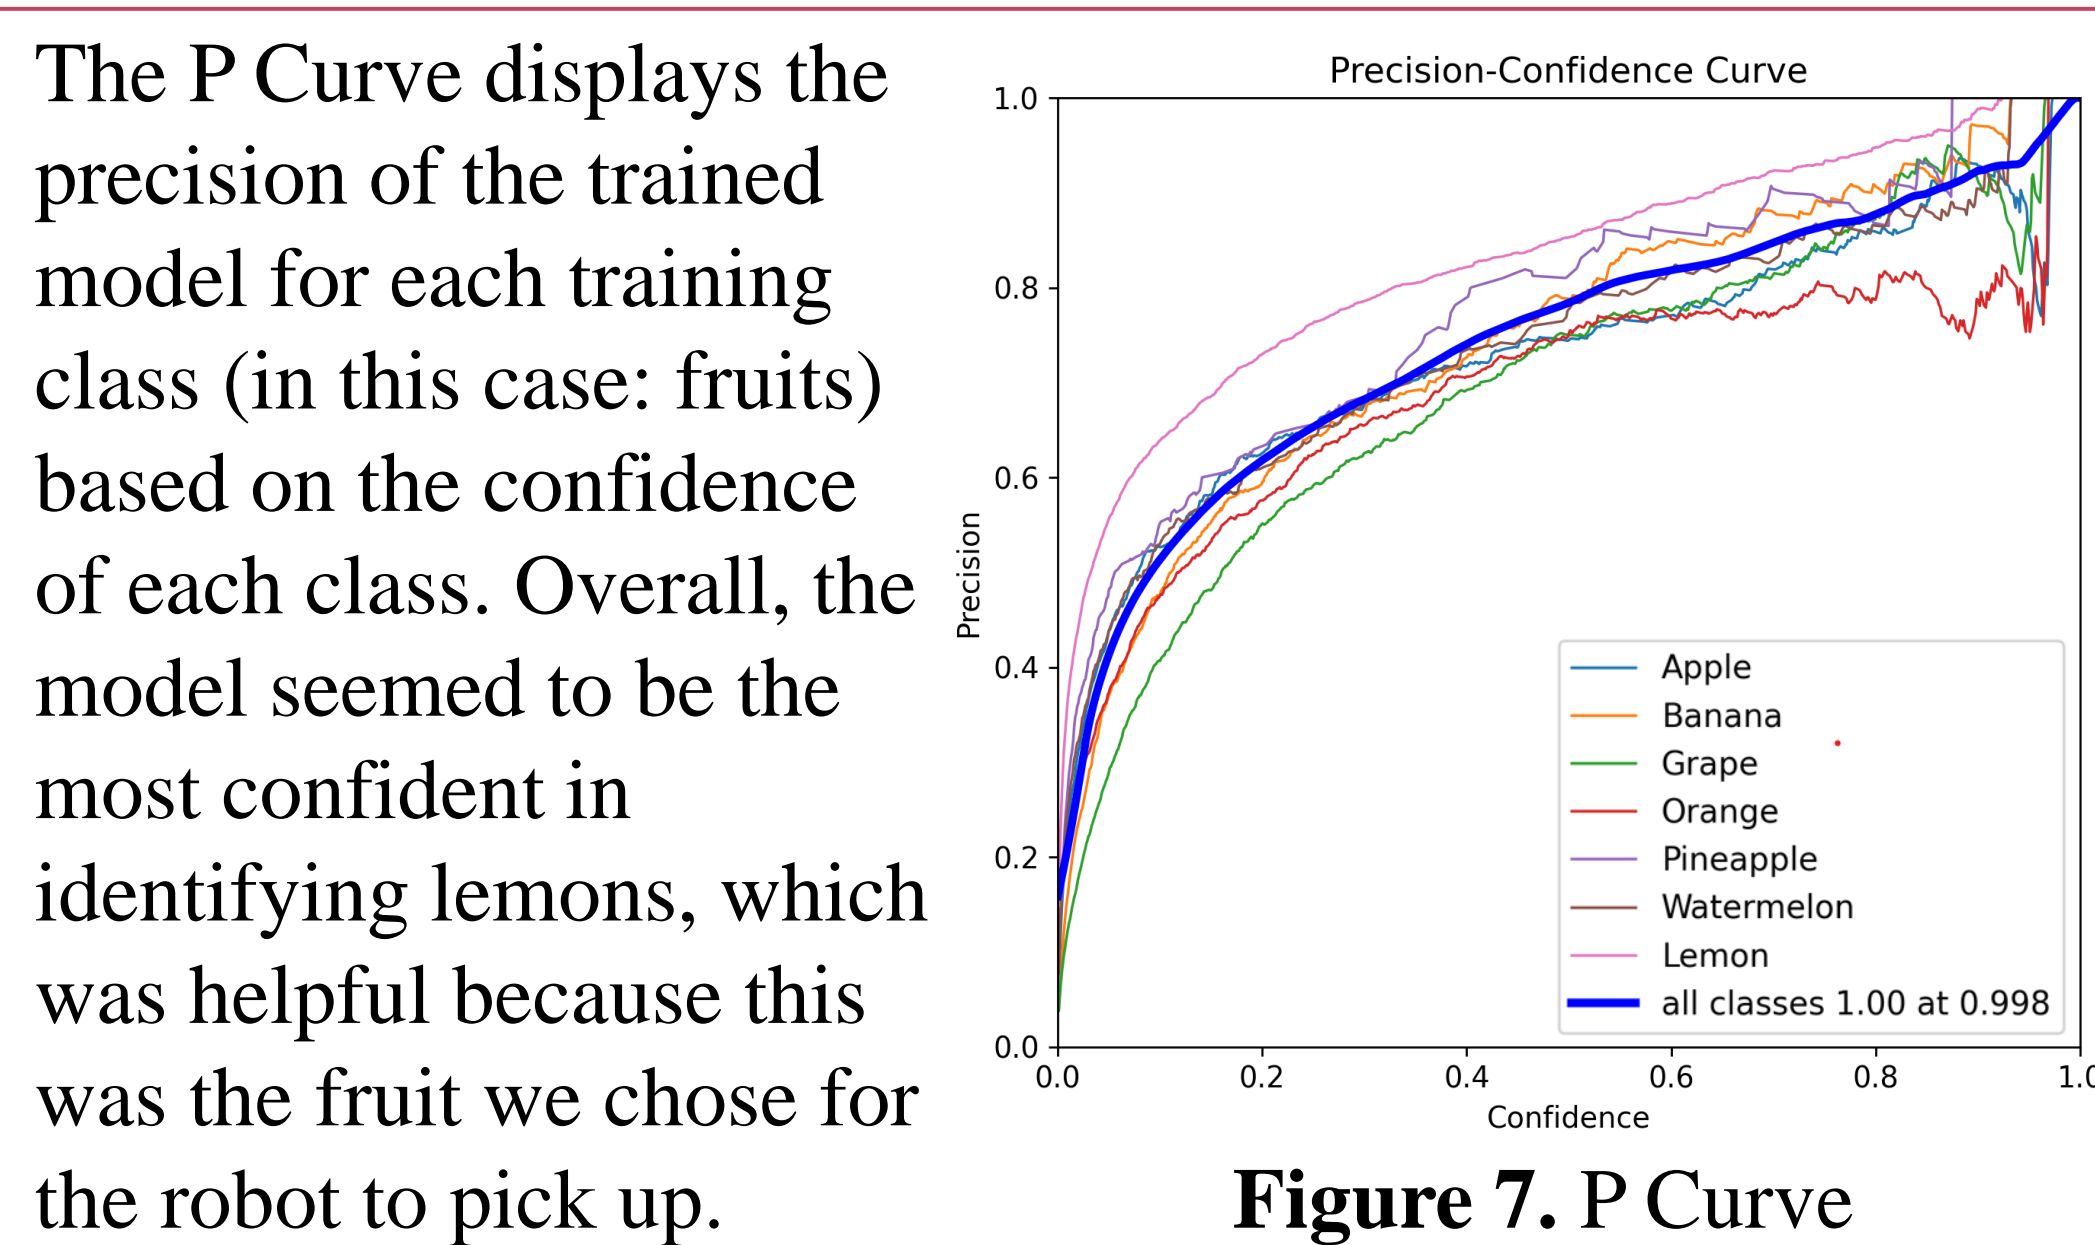 The P Curve displays the
precision of the trained
model for each training
class (in this case: fruits)
based on the confidence
of each class. Overall, the
model seemed to be the
most confident in
identifying lemons, which
was helpful because this
was the fruit we chose for
the robot to pick up.
Precision-Confidence Curve
1.0
0.8
0.6
0.4
0.2
0.0
Precision
0.0 0.2 0.4 0.6 0.8 1.0
Confidence
Apple
Banana
Grape
Orange
Pineapple
Watermelon
Lemon
all classes 1.00 at 0.998
Figure 7. P Curve